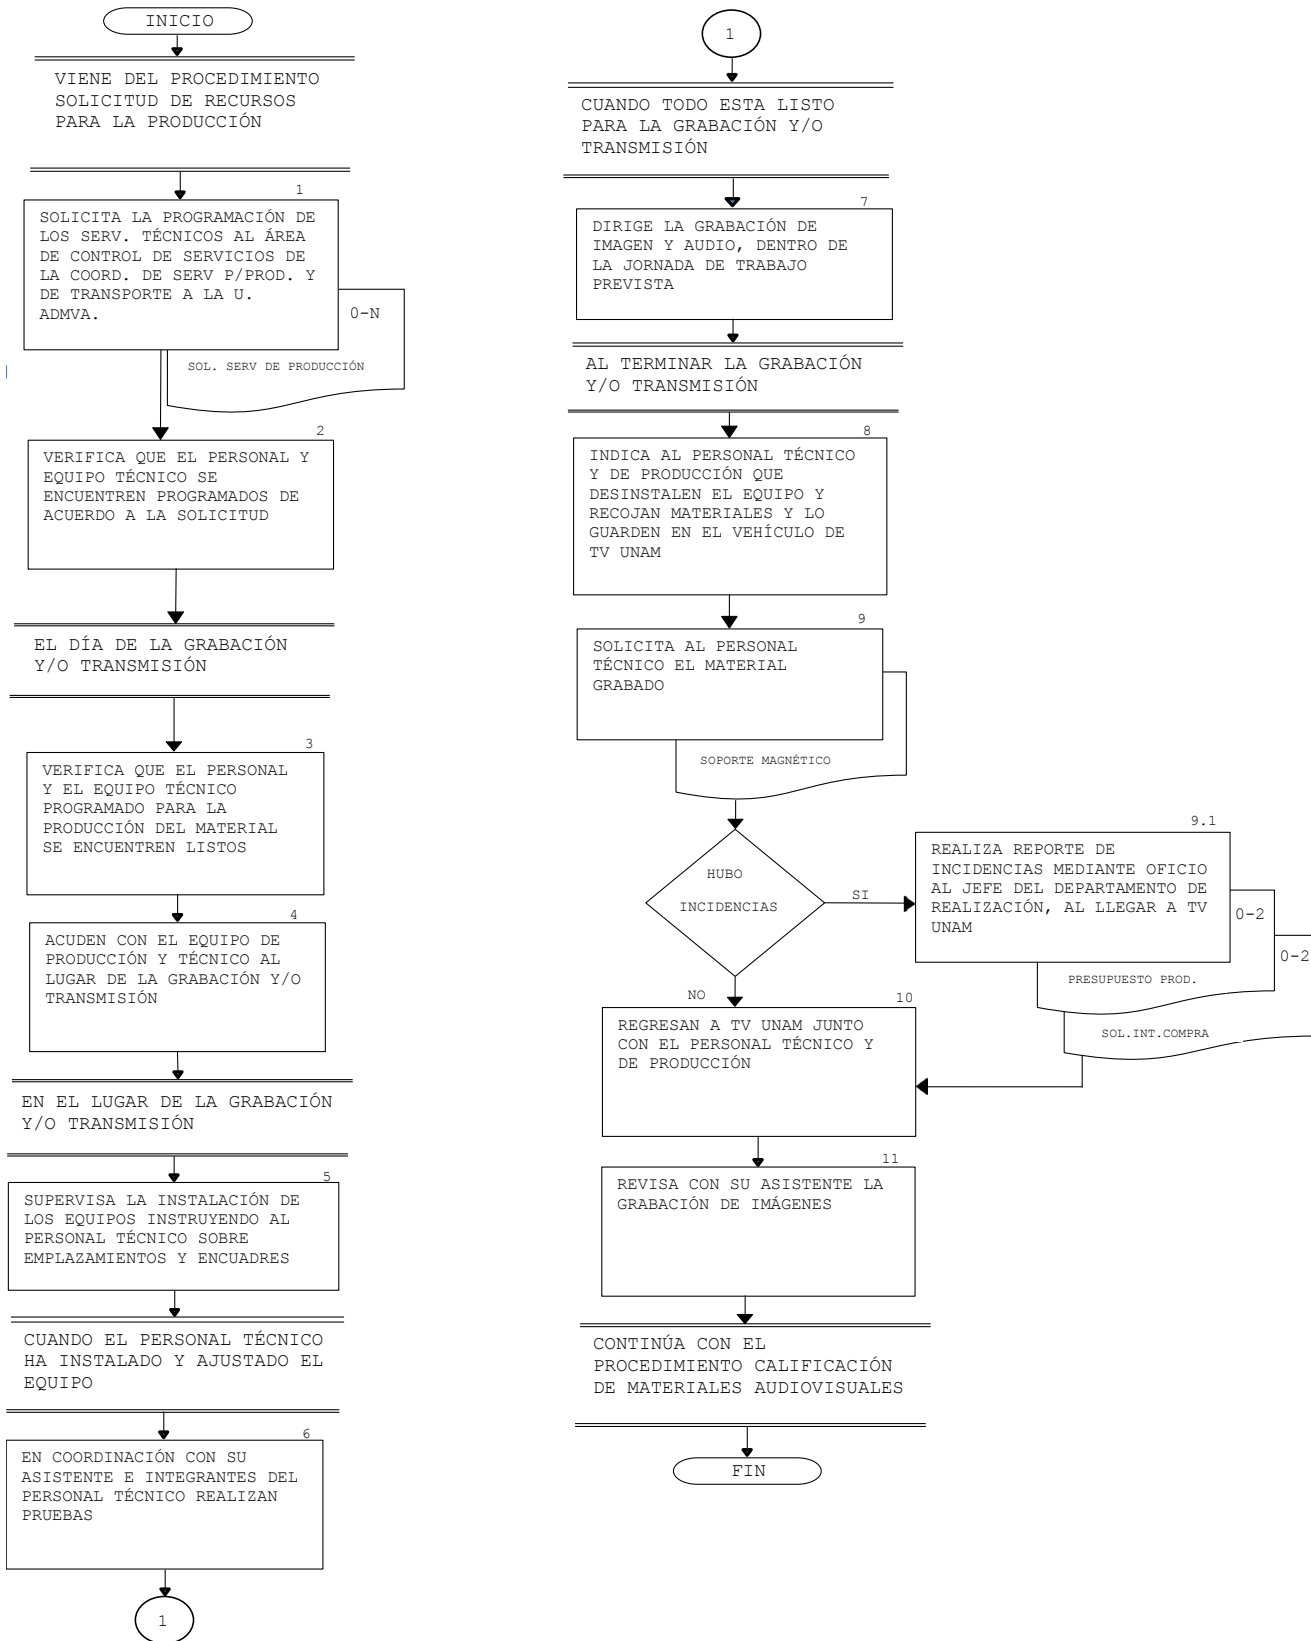 INICIO
VIENE DEL PROCEDIMIENTO
SOLICITUD DE RECURSOS
PARA LA PRODUCCIÓN
1
SOLICITA LA PROGRAMACIÓN DE
LOS SERV. TÉCNICOS AL ÁREA
DE CONTROL DE SERVICIOS DE
LA COORD. DE SERV P/PROD. Y
DE TRANSPORTE A LA U.
ADMVA.
0-N
SOL. SERV DE PRODUCCIÓN
2
VERIFICA QUE EL PERSONAL Y
EQUIPO TÉCNICO SE
ENCUENTREN PROGRAMADOS DE
ACUERDO A LA SOLICITUD
EL DÍA DE LA GRABACIÓN
Y/O TRANSMISIÓN
3
VERIFICA QUE EL PERSONAL
Y EL EQUIPO TÉCNICO
PROGRAMADO PARA LA
PRODUCCIÓN DEL MATERIAL
SE ENCUENTREN LISTOS
4
ACUDEN CON EL EQUIPO DE
PRODUCCIÓN Y TÉCNICO AL
LUGAR DE LA GRABACIÓN Y/O
TRANSMISIÓN
EN EL LUGAR DE LA GRABACIÓN
Y/O TRANSMISIÓN
5
SUPERVISA LA INSTALACIÓN DE
LOS EQUIPOS INSTRUYENDO AL
PERSONAL TÉCNICO SOBRE
EMPLAZAMIENTOS Y ENCUADRES
CUANDO EL PERSONAL TÉCNICO
HA INSTALADO Y AJUSTADO EL
EQUIPO
6
EN COORDINACIÓN CON SU
ASISTENTE E INTEGRANTES DEL
PERSONAL TÉCNICO REALIZAN
PRUEBAS
1
1
CUANDO TODO ESTA LISTO
PARA LA GRABACIÓN Y/O
TRANSMISIÓN
7
DIRIGE LA GRABACIÓN DE
IMAGEN Y AUDIO, DENTRO DE
LA JORNADA DE TRABAJO
PREVISTA
AL TERMINAR LA GRABACIÓN
Y/O TRANSMISIÓN
8
INDICA AL PERSONAL TÉCNICO
Y DE PRODUCCIÓN QUE
DESINSTALEN EL EQUIPO Y
RECOJAN MATERIALES Y LO
GUARDEN EN EL VEHÍCULO DE
TV UNAM
9
SOLICITA AL PERSONAL
TÉCNICO EL MATERIAL
GRABADO
SOPORTE MAGNÉTICO
HUBO
INCIDENCIAS
SI
9.1
REALIZA REPORTE DE
INCIDENCIAS MEDIANTE OFICIO
AL JEFE DEL DEPARTAMENTO DE
REALIZACIÓN, AL LLEGAR A TV
UNAM
0-2
0-2
PRESUPUESTO PROD.
SOL.INT.COMPRA
NO
10
REGRESAN A TV UNAM JUNTO
CON EL PERSONAL TÉCNICO Y
DE PRODUCCIÓN
11
REVISA CON SU ASISTENTE LA
GRABACIÓN DE IMÁGENES
CONTINÚA CON EL
PROCEDIMIENTO CALIFICACIÓN
DE MATERIALES AUDIOVISUALES
FIN